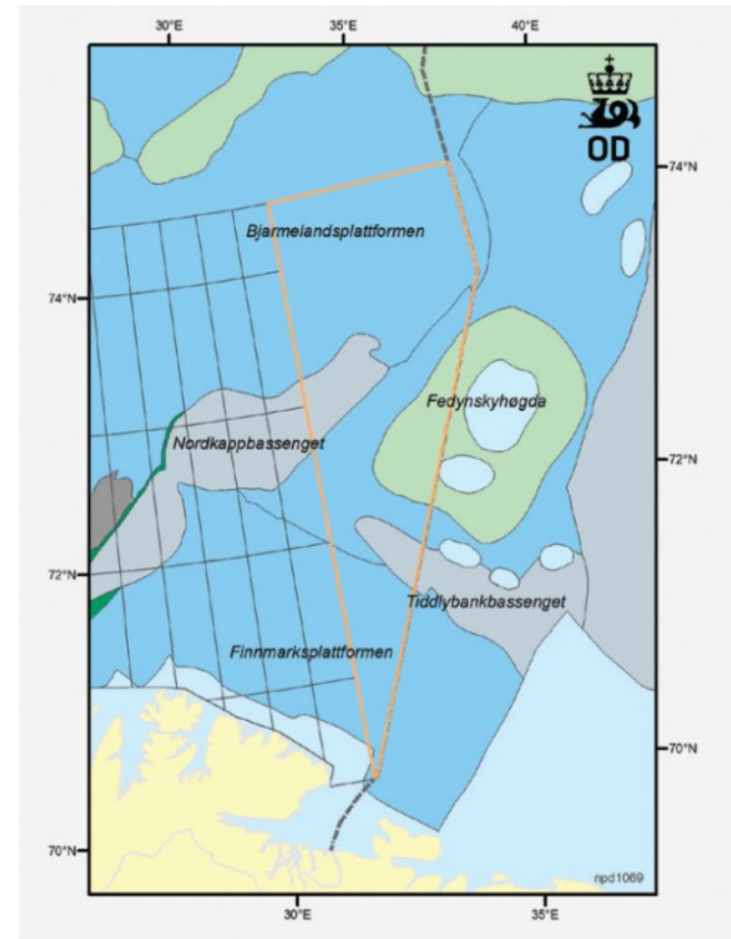 30°E 35°E 40°E
OD
74°N
Bjarmelandsplattformen
74°N
Fedynskyhøgda
Nordkappbassenget
72°N
72°N
Tiddlybankbassenget
Finnmarksplattformen
70°N
70°N
npd1069
30°E 35°E